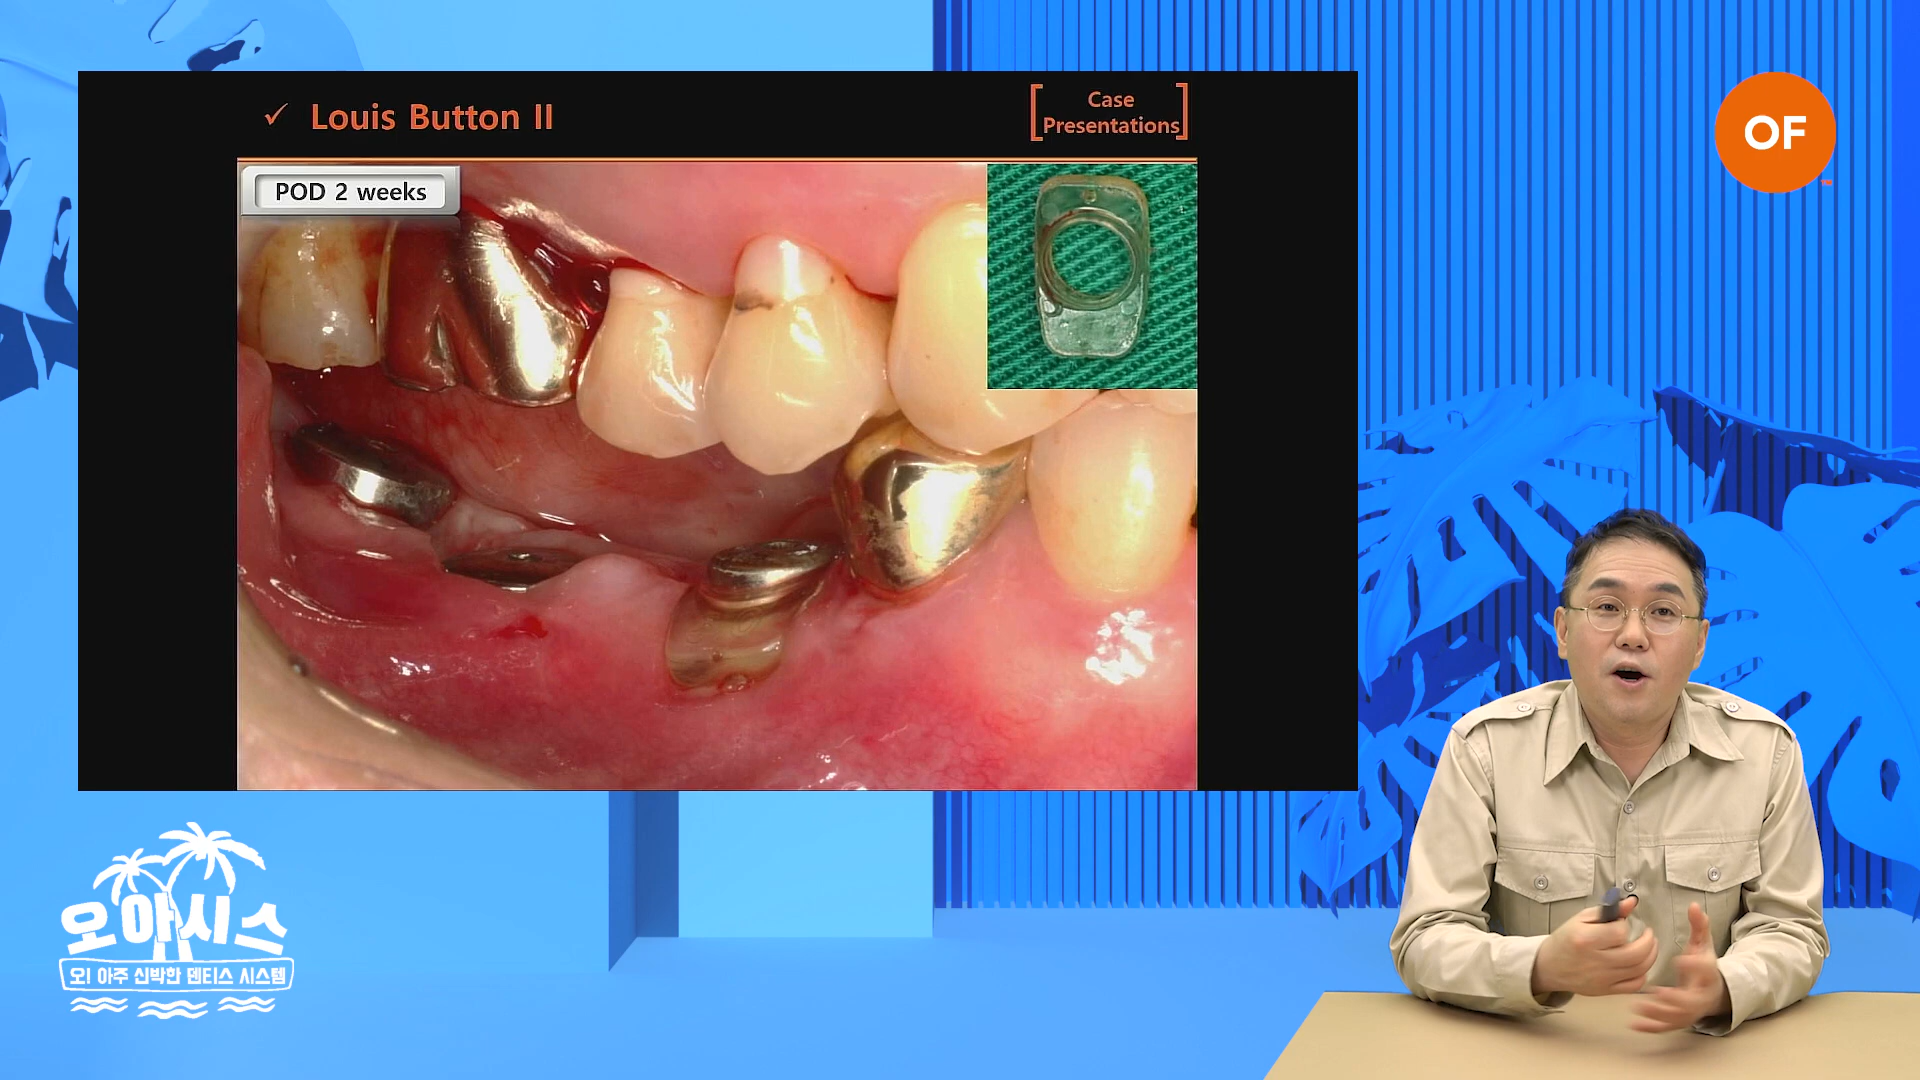 ✓ Louis Button II
Case
Presentations
POD 2 weeks
OF
오아시스
오! 아주 신박한 덴티스 시스템